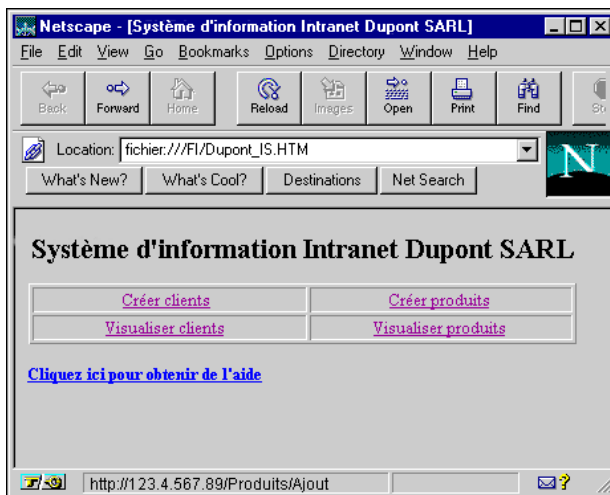 Netscape - [Système d'information Intranet Dupont SARL]
File Edit View Go Bookmarks Options Directory Window Help
Back Forward Home Reload Images Open Print Find
Location: fichier:///F|/Dupont_IS.HTM
N
What's New? What's Cool? Destinations Net Search
Système d'information Intranet Dupont SARL
Créer clients Créer produits
Visualiser clients Visualiser produits
Cliquez ici pour obtenir de l'aide
http://123.4.567.89/Produits/Ajout